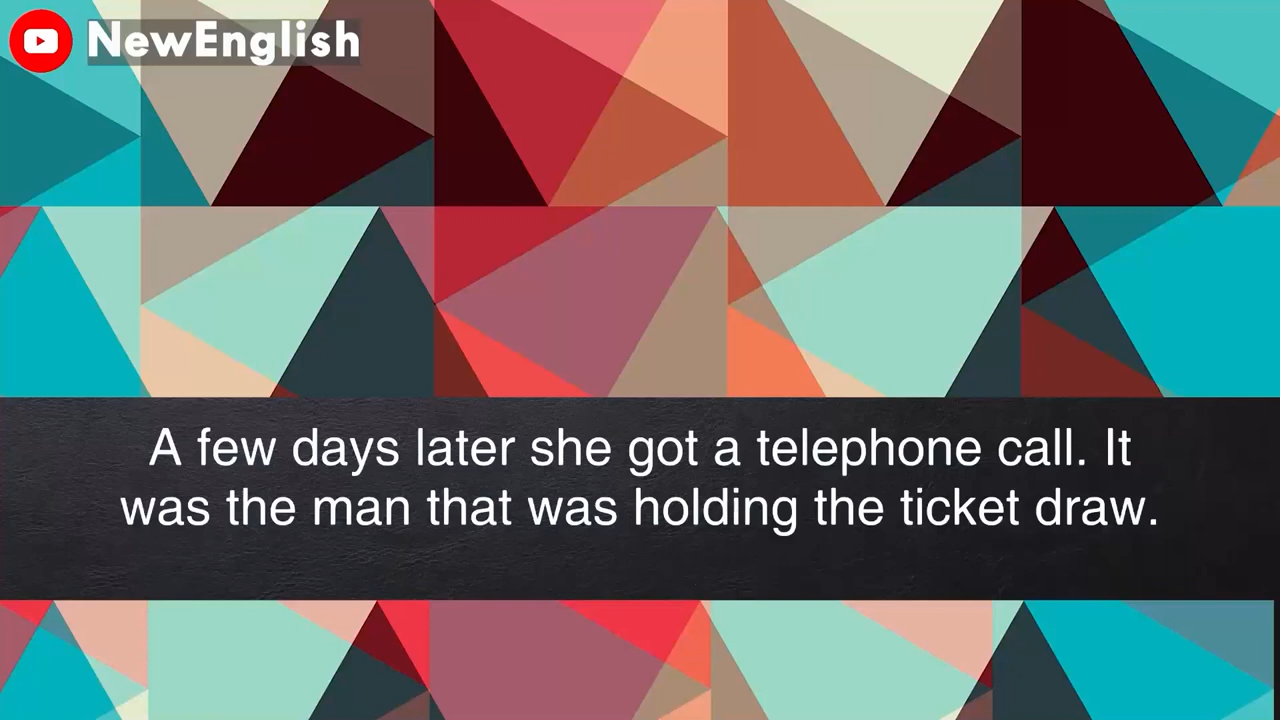 NewEnglish
A few days later she got a telephone call. It
was the man that was holding the ticket draw.